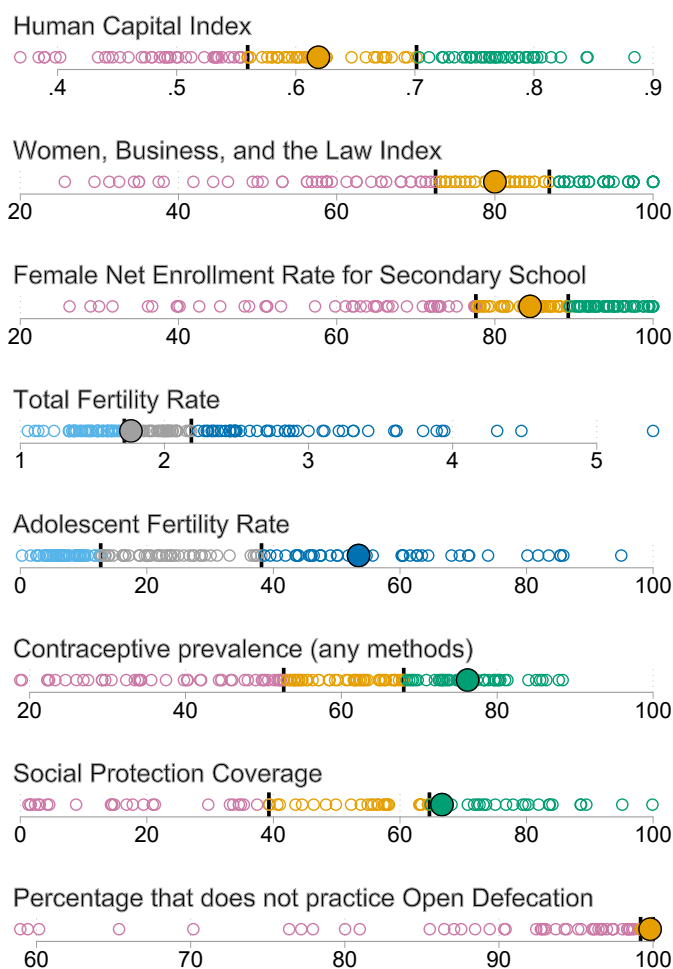 Human Capital Index
.4 .5 .6 .7 .8 .9
Women, Business, and the Law Index
20 40 60 80 100
Female Net Enrollment Rate for Secondary School
20 40 60 80 100
Total Fertility Rate
1 2 3 4 5
Adolescent Fertility Rate
0 20 40 60 80 100
Contraceptive prevalence (any methods)
20 40 60 80 100
Social Protection Coverage
0 20 40 60 80 100
Percentage that does not practice Open Defecation
60 70 80 90 100